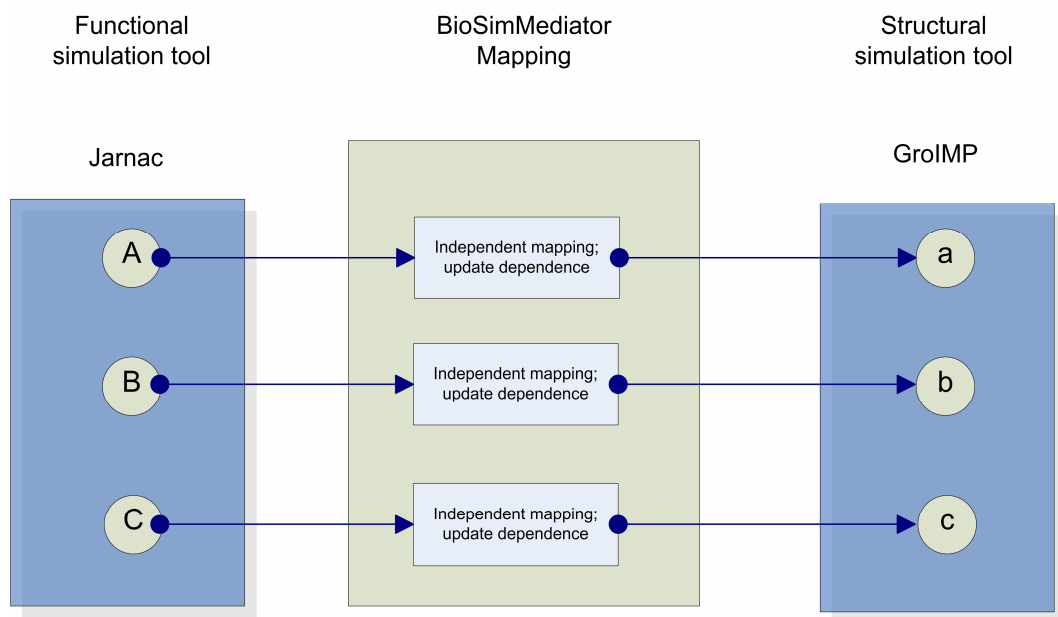 Functional
simulation tool
BioSimMediator
Mapping
Structural
simulation tool
Jarnac
GroIMP
A
Independent mapping;
update dependence
a
B
Independent mapping;
update dependence
b
C
Independent mapping;
update dependence
c